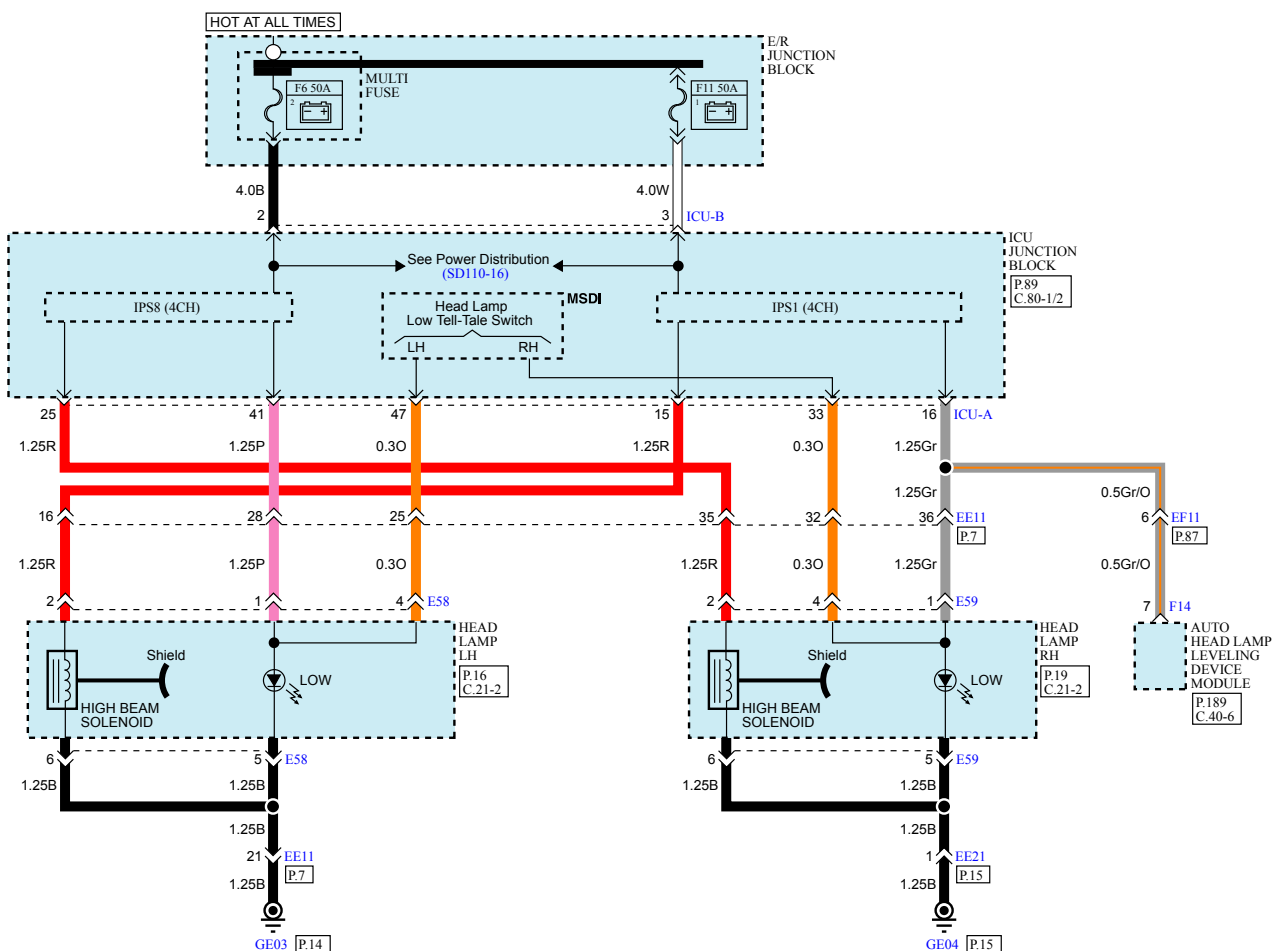 HOT AT ALL TIMES
E/R
JUNCTION
BLOCK
MULTI
FUSE
F6 50A
2
F11 50A
1
4.0B
4.0W
2
3
ICU-B
ICU
JUNCTION
BLOCK
P.89
C.80-1/2
See Power Distribution
(SD110-16)
IPS8 (4CH)
MSDI
Head Lamp
Low Tell-Tale Switch
LH
RH
IPS1 (4CH)
25
41
47
15
33
16
ICU-A
1.25R
1.25P
0.3O
1.25R
0.3O
1.25Gr
1.25Gr
0.5Gr/O
16
28
25
35
32
36
EE11
P.7
6
EF11
P.87
1.25R
1.25P
0.3O
1.25R
0.3O
1.25Gr
0.5Gr/O
2
1
4
E58
2
4
1
E59
7
F14
HEAD
LAMP
LH
P.16
C.21-2
Shield
LOW
HIGH BEAM
SOLENOID
HEAD
LAMP
RH
P.19
C.21-2
Shield
LOW
HIGH BEAM
SOLENOID
AUTO
HEAD LAMP
LEVELING
DEVICE
MODULE
P.189
C.40-6
6
5
E58
6
5
E59
1.25B
1.25B
1.25B
1.25B
1.25B
1.25B
21
EE11
P.7
1
EE21
P.15
1.25B
1.25B
GE03
P.14
GE04
P.15